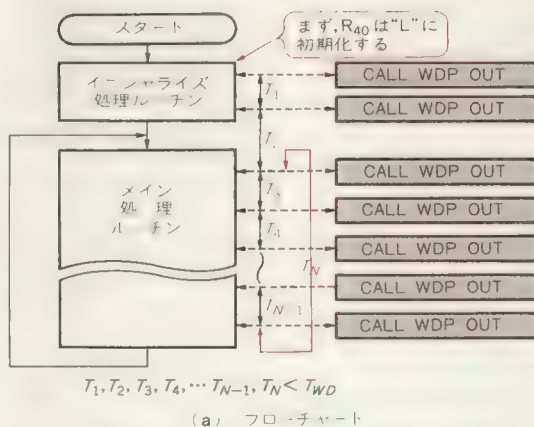 スタート
まず,R40は“L”に
初期化する
イニシャライズ
処理ルーチン
CALL WDP OUT
T1
CALL WDP OUT
CALL WDP OUT
メイン
処理
ルーチン
T3
CALL WDP OUT
CALL WDP OUT
TN
CALL WDP OUT
TN-1
CALL WDP OUT
T1, T2, T3, T4, … TN-1, TN < TWD
(a) フローチャート